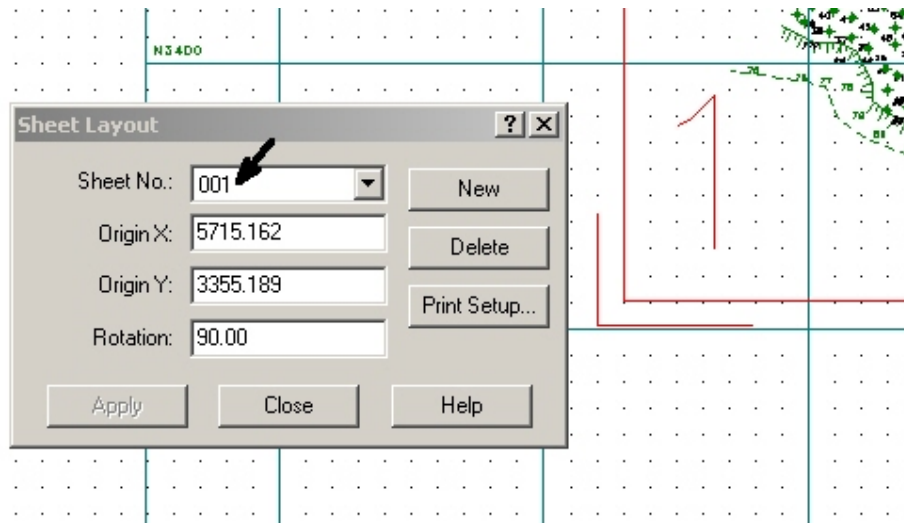 N3400
Sheet Layout
Sheet No.: 001
New
Origin X: 5715.162
Delete
Origin Y: 3355.189
Print Setup...
Rotation: 90.00
Apply Close Help
1